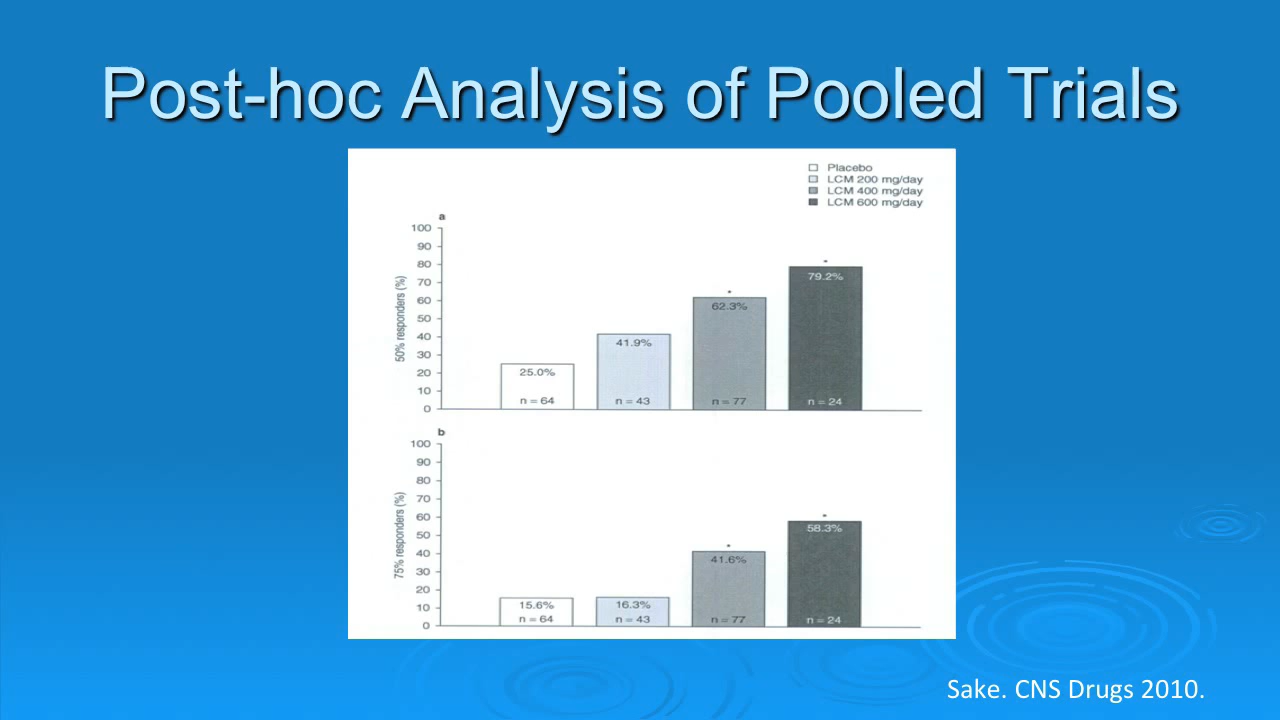 Post-hoc Analysis of Pooled Trials
Placebo
LCM 200 mg/day
LCM 400 mg/day
LCM 600 mg/day
a
50% responders (%)
100
90
80
70
60
50
40
30
20
10
0
25.0%
n = 64
41.9%
n = 43
*
62.3%
n = 77
*
79.2%
n = 24
b
75% responders (%)
100
90
80
70
60
50
40
30
20
10
0
15.6%
n = 64
16.3%
n = 43
*
41.6%
n = 77
*
58.3%
n = 24
Sake. CNS Drugs 2010.